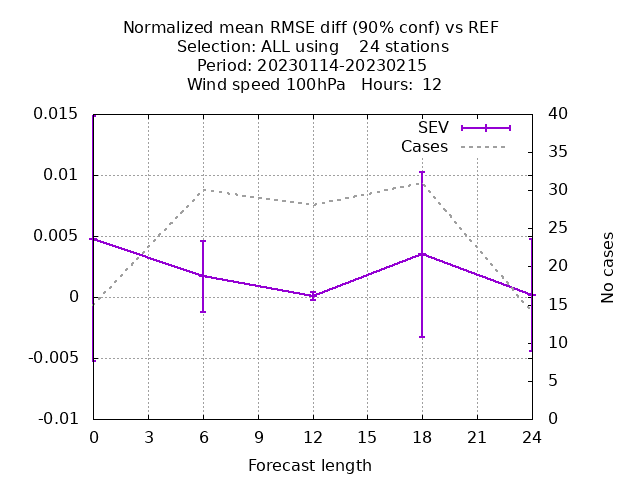 Normalized mean RMSE diff (90% conf) vs REF
Selection: ALL using    24 stations
Period: 20230114-20230215
Wind speed 100hPa   Hours:  12
SEV
Cases
0.015
0.01
0.005
0
-0.005
-0.01
40
35
30
25
20
15
10
5
0
No cases
0 3 6 9 12 15 18 21 24
Forecast length